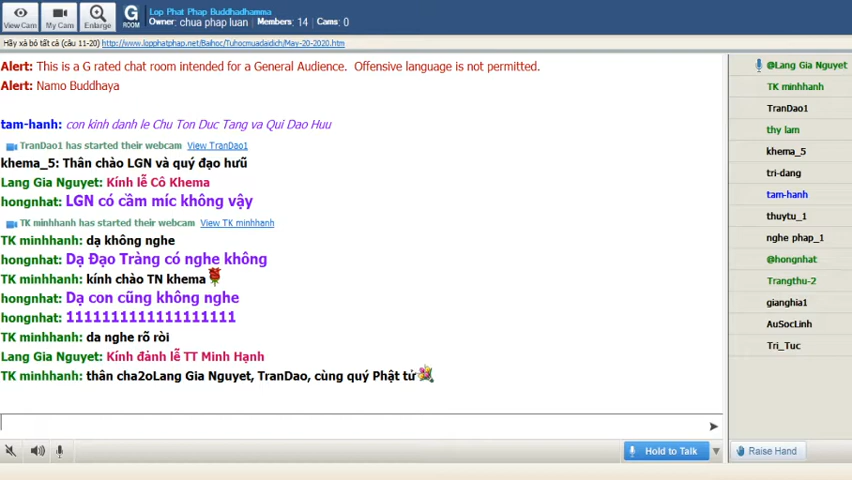 Lop Phat Phap Buddhadhamma
Owner: chua phap luan Members: 14 Cams: 0
View Cam
My Cam
Enlarge
G
ROOM
Hãy xả bỏ tất cả (câu 11-20) http://www.lopphatphap.net/Baihoc/Tuhocmuadaidich/May-20-2020.htm
Alert: This is a G rated chat room intended for a General Audience. Offensive language is not permitted.
Alert: Namo Buddhaya
tam-hanh: con kinh danh le Chu Ton Duc Tang va Qui Dao Huu
TranDao1 has started their webcam View TranDao1
khema_5: Thân chào LGN và quý đạo hưũ
Lang Gia Nguyet: Kính lễ Cô Khema
hongnhat: LGN có cầm míc không vậy
TK minhhanh has started their webcam View TK minhhanh
TK minhhanh: dạ không nghe
hongnhat: Dạ Đạo Tràng có nghe không
TK minhhanh: kính chào TN khema
hongnhat: Dạ con cũng không nghe
hongnhat: 1111111111111111111
TK minhhanh: da nghe rõ ròi
Lang Gia Nguyet: Kính đảnh lễ TT Minh Hạnh
TK minhhanh: thân cha2oLang Gia Nguyet, TranDao, cùng quý Phật tử
Hold to Talk
@Lang Gia Nguyet
TK minhhanh
TranDao1
thy lam
khema_5
tri-dang
tam-hanh
thuytu_1
nghe phap_1
@hongnhat
Trangthu-2
gianghia1
AuSocLinh
Tri_Tuc
Raise Hand